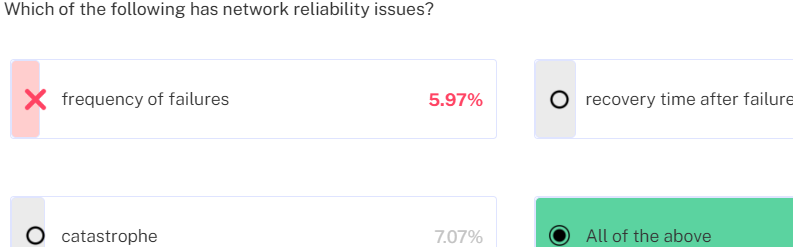 Which of the following has network reliability issues?
frequency of failures 5.97%
recovery time after failure
catastrophe 7.07%
All of the above